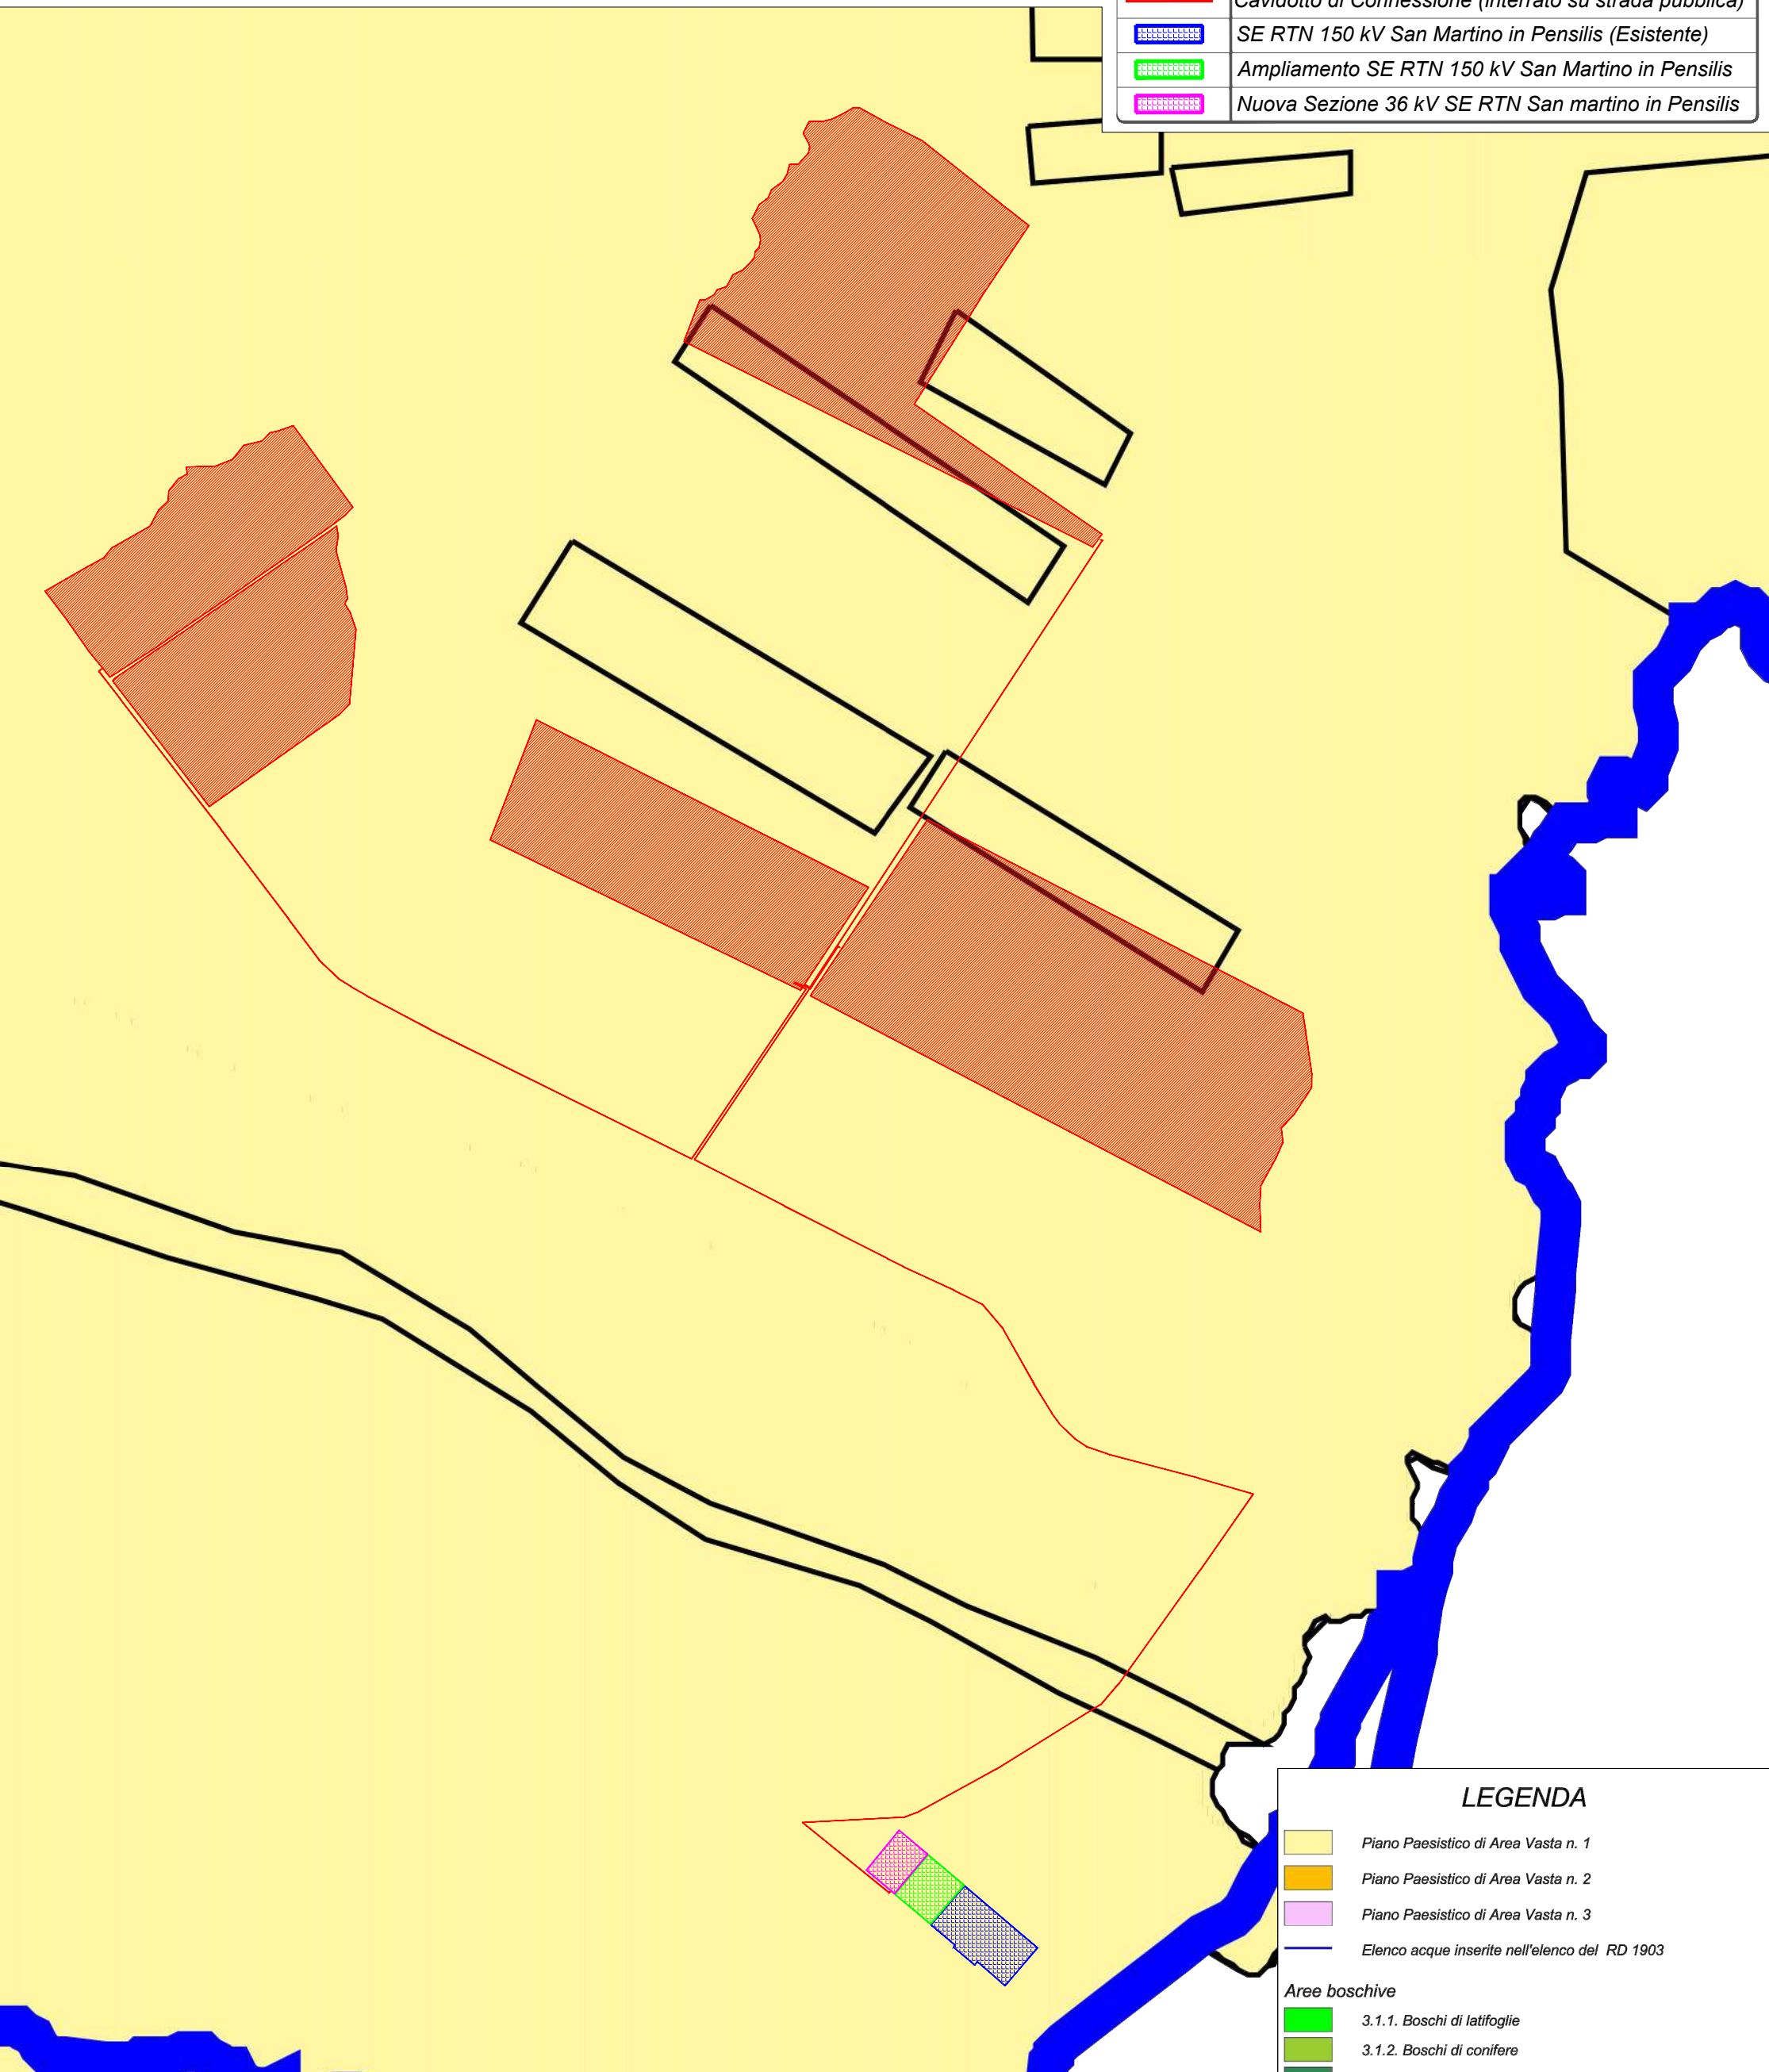 Cavidotto di Connessione (interrato su strada pubblica)
SE RTN 150 kV San Martino in Pensilis (Esistente)
Ampliamento SE RTN 150 kV San Martino in Pensilis
Nuova Sezione 36 kV SE RTN San martino in Pensilis
LEGENDA
Piano Paesistico di Area Vasta n. 1
Piano Paesistico di Area Vasta n. 2
Piano Paesistico di Area Vasta n. 3
Elenco acque inserite nell'elenco del RD 1903
Aree boschive
3.1.1. Boschi di latifoglie
3.1.2. Boschi di conifere